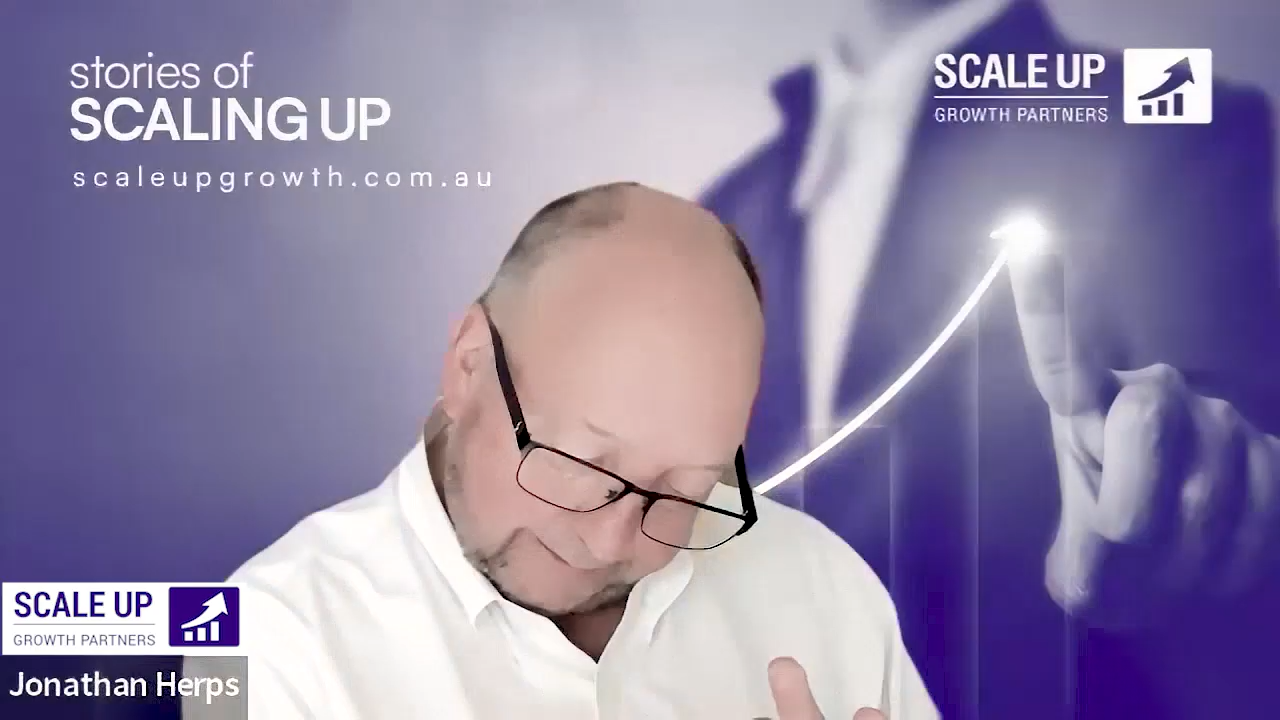 stories of
SCALING UP
scaleupgrowth.com.au
SCALE UP
GROWTH PARTNERS
SCALE UP
GROWTH PARTNERS
Jonathan Herps